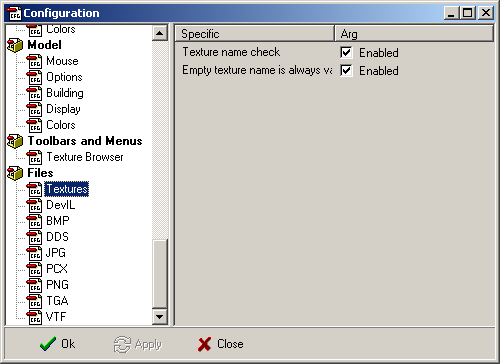 Configuration
Colors
Model
Mouse
Options
Building
Display
Colors
Toolbars and Menus
Texture Browser
Files
Textures
DevIL
BMP
DDS
JPG
PCX
PNG
TGA
VTF
Specific Arg
Texture name check Enabled
Empty texture name is always va Enabled
Ok Apply Close